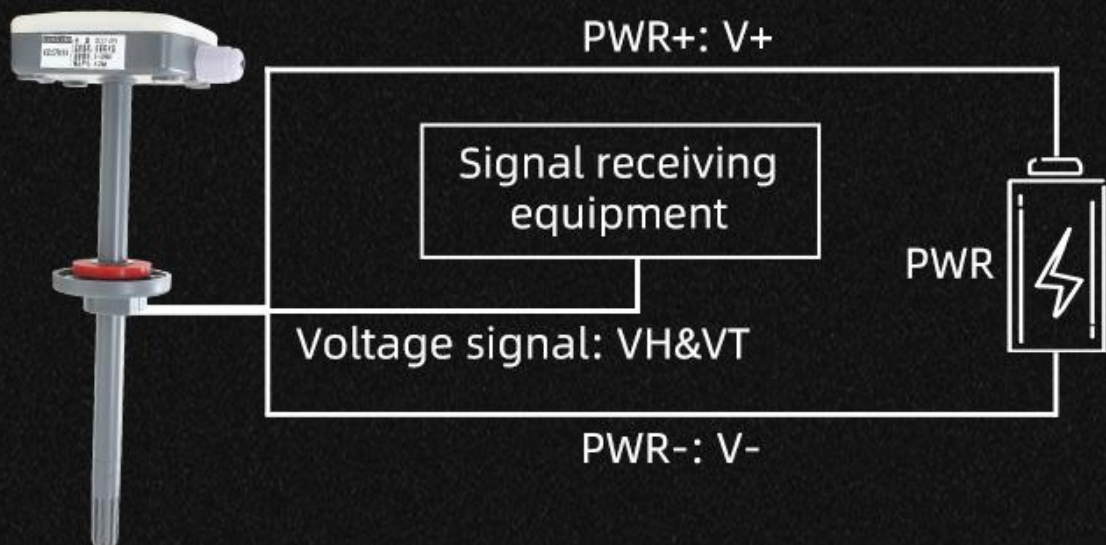 PWR+: V+
Signal receiving
equipment
PWR
Voltage signal: VH&VT
PWR-: V-